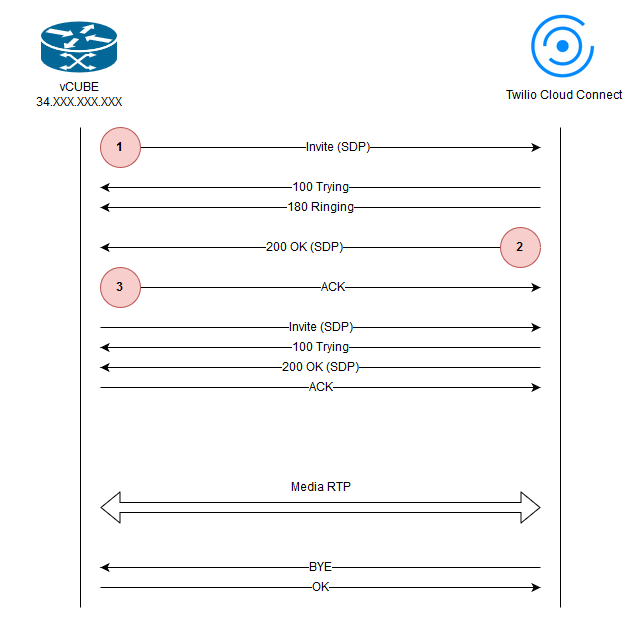 vCUBE
34.XXX.XXX.XXX
Twilio Cloud Connect
1
Invite (SDP)
100 Trying
180 Ringing
200 OK (SDP)
2
3
ACK
Invite (SDP)
100 Trying
200 OK (SDP)
ACK
Media RTP
BYE
OK